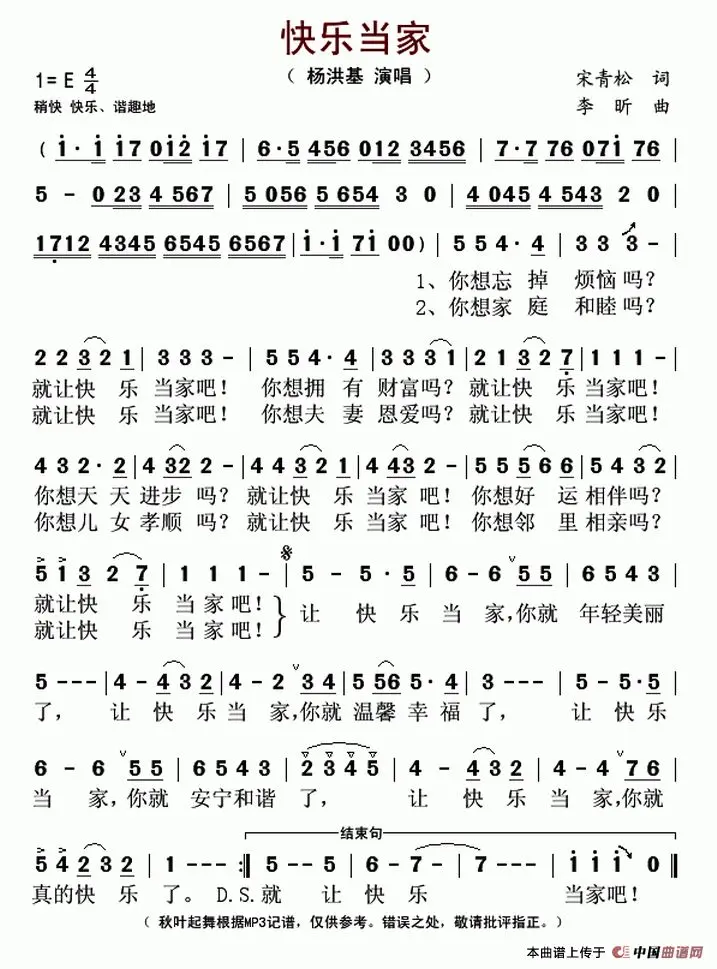 快乐当家
（ 杨洪基 演唱 ）
1= E 4/4
宋青松 词
稍快 快乐、谐趣地
李 昕 曲
( i· i i7 0i2 i7 | 6·5 456 012 3456 | 7·7 76 07i 76 |
5 - 023 4567 | 5056 5654 3 0 | 4045 4543 2 0 |
1712 4345 6545 6567 | i·i 7i 00 ) | 5 5 4· 4 | 3 3 3 - |
1、你想忘 掉 烦恼吗？
2、你想家 庭 和睦吗？
2 2 3 2 1 | 3 3 3 - | 5 5 4· 4 | 3 3 3 1 | 2 1 3 2 7 | 1 1 1 - |
就让快 乐 当家吧！ 你想拥 有 财富吗？就让快 乐 当家吧！
就让快 乐 当家吧！ 你想夫 妻 恩爱吗？就让快 乐 当家吧！
4 3 2· 2 | 4 3 2 2 - | 4 4 3 2 1 | 4 4 3 2 - | 5 5 5 6 6 | 5 4 3 2 |
你想天 天 进步 吗？ 就让快 乐 当家 吧！你想好 运 相伴吗？
你想儿 女 孝顺 吗？ 就让快 乐 当家 吧！你想邻 里 相亲吗？
5 i 3 2 7 | 1 1 1 - | 5 - 5· 5 | 6 - 6 5 5 | 6 5 4 3 |
就让快 乐 当家吧！
让 快 乐 当 家,你就 年轻美丽
就让快 乐 当家吧！
5 - - - | 4 - 4 3 2 | 4 - 2 3 4 | 5 5 6 5· 4 | 3 - - - | 5 - 5· 5 |
了， 让 快乐 当 家,你就 温馨 幸 福 了， 让 快乐
6 - 6 5 5 | 6 5 4 3 | 2 3 4 5 | 4 - 4 3 2 | 4 - 4 7 6 |
当 家,你就 安宁和谐 了， 让 快 乐 当 家,你就
结束句
5 4 2 3 2 | 1 - - - :| 5 - - 5 | 6 - 7 - | 7 - - - | i i i 0 ‖
真的快 乐 了。 D.S.就 让 快乐 当家吧！
（ 秋叶起舞根据MP3记谱，仅供参考。错误之处，敬请批评指正。）
本曲谱上传于 中国曲谱网